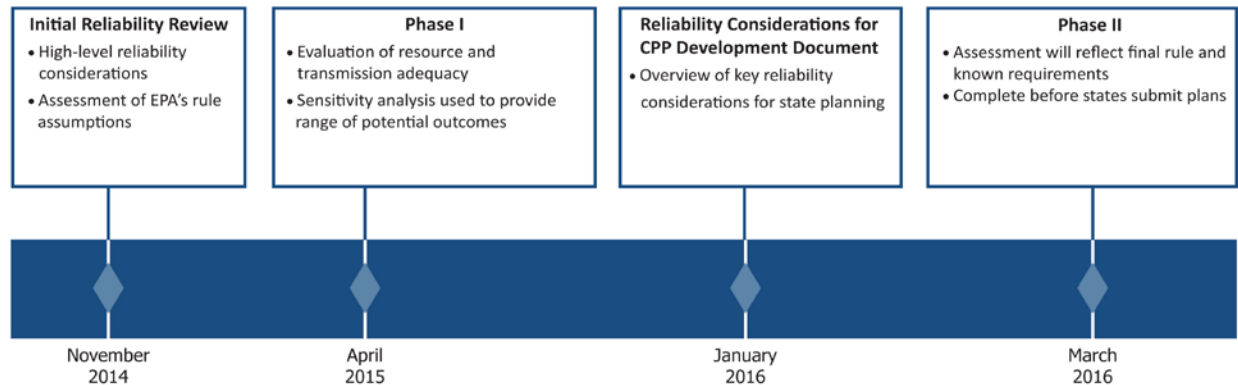 Initial Reliability Review
• High-level reliability
considerations
• Assessment of EPA's rule
assumptions
Phase I
• Evaluation of resource and
transmission adequacy
• Sensitivity analysis used to provide
range of potential outcomes
Reliability Considerations for
CPP Development Document
• Overview of key reliability
considerations for state planning
Phase II
• Assessment will reflect final rule and
known requirements
• Complete before states submit plans
November
2014
April
2015
January
2016
March
2016